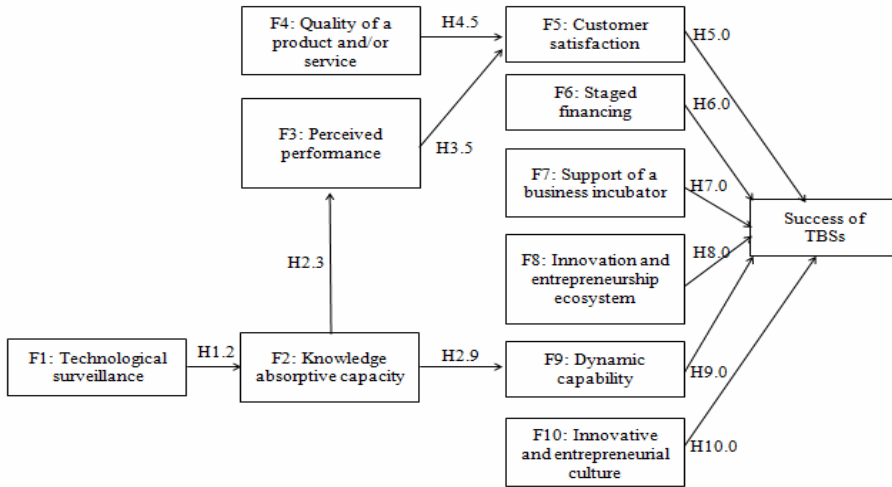 F4: Quality of a
product and/or
service
H4.5
F5: Customer
satisfaction
H5.0
F6: Staged
financing
H6.0
F3: Perceived
performance
H3.5
F7: Support of a
business incubator
H7.0
Success of
TBSs
H2.3
F8: Innovation and
entrepreneurship
ecosystem
H8.0
F1: Technological
surveillance
H1.2
F2: Knowledge
absorptive capacity
H2.9
F9: Dynamic
capability
H9.0
F10: Innovative
and entrepreneurial
culture
H10.0